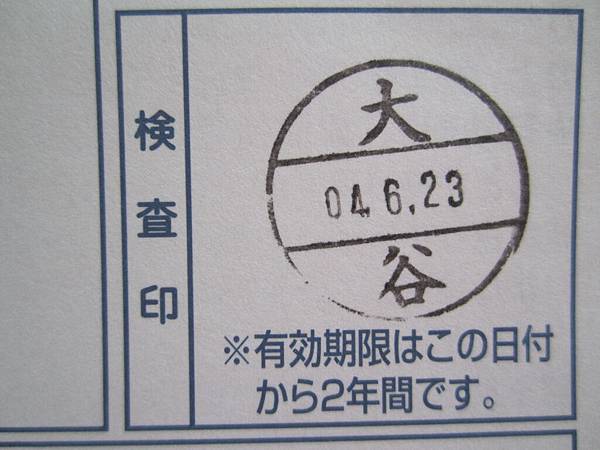 検査印
大
04.6.23
谷
※有効期限はこの日付
から2年間です。